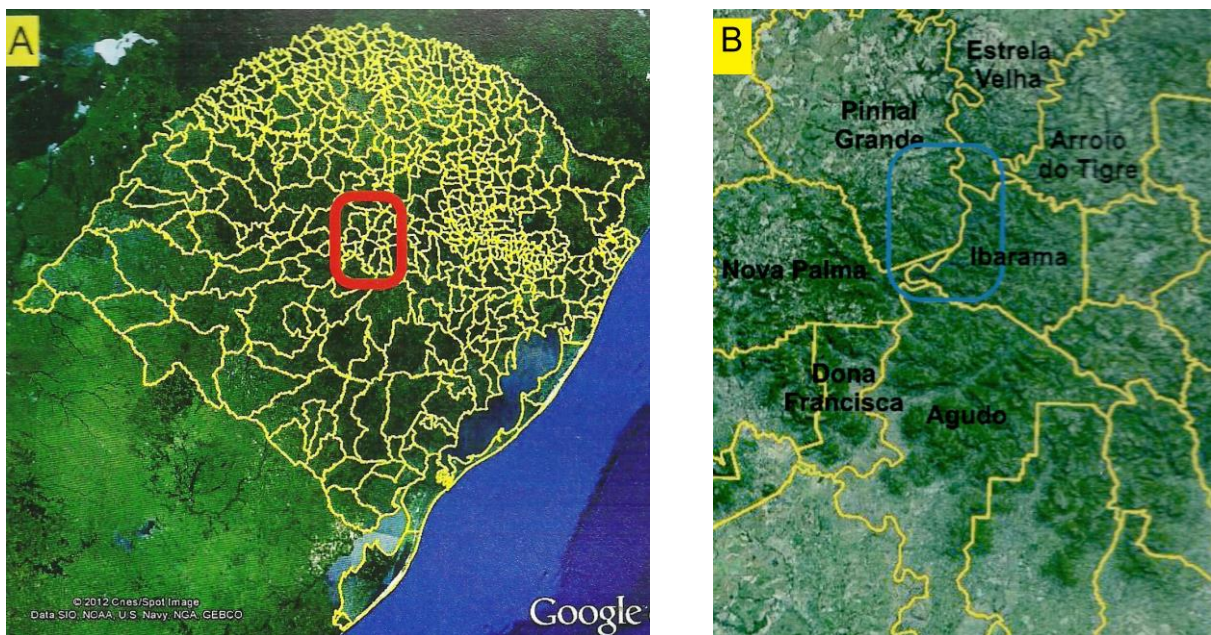 A
© 2012 Cnes/Spot Image
Data SIO, NOAA, U.S. Navy, NGA, GEBCO
Google
B
Estrela
Velha
Pinhal
Grande
Arroio
do Tigre
Nova Palma
Ibarama
Dona
Francisca
Agudo